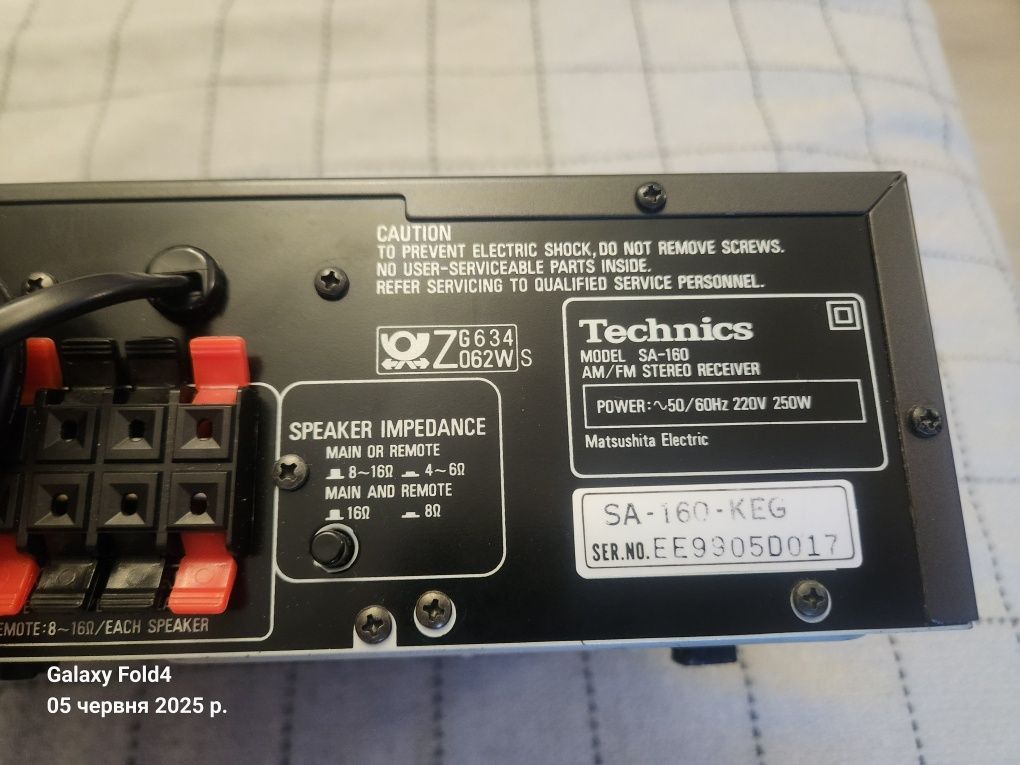 CAUTION
TO PREVENT ELECTRIC SHOCK, DO NOT REMOVE SCREWS.
NO USER-SERVICEABLE PARTS INSIDE.
REFER SERVICING TO QUALIFIED SERVICE PERSONNEL.
Z G634
062W S
Technics
MODEL SA-160
AM/FM STEREO RECEIVER
POWER:∿50/60Hz 220V 250W
Matsushita Electric
SPEAKER IMPEDANCE
MAIN OR REMOTE
8~16Ω 4~6Ω
MAIN AND REMOTE
16Ω 8Ω
SA-160-KEG
SER.NO. EE9905D017
EMOTE:8~16Ω/EACH SPEAKER
Galaxy Fold4
05 червня 2025 р.